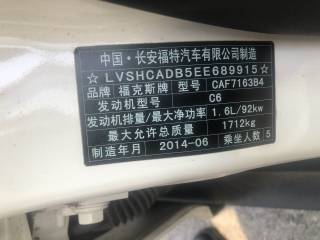 中国·长安福特汽车有限公司制造
☆LVSHCADB5EE689915☆
品牌 福克斯牌 型号 CAF7163B4
发动机型号 C6
发动机排量/最大净功率 1.6L/92kw
最大允许总质量 1712kg
制造年月 2014-06 乘坐人数 5